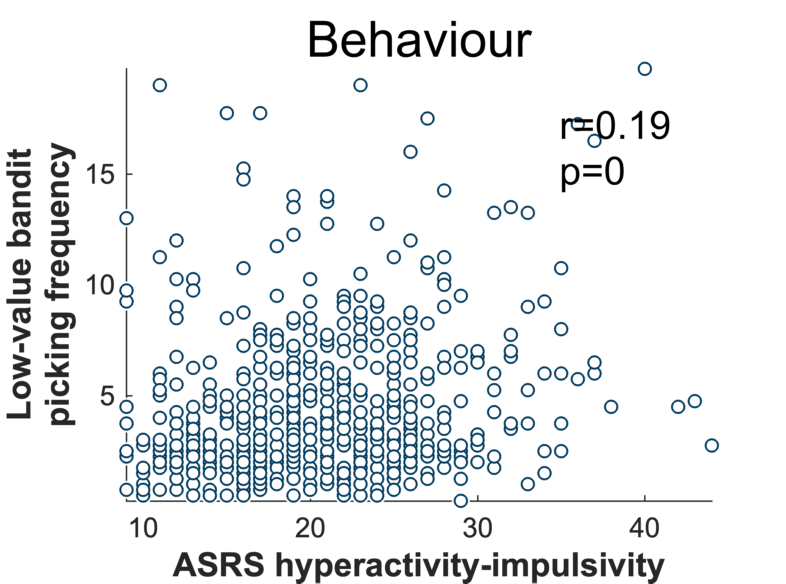 Behaviour
r=0.19
p=0
Low-value bandit
picking frequency
15
10
5
10 20 30 40
ASRS hyperactivity-impulsivity